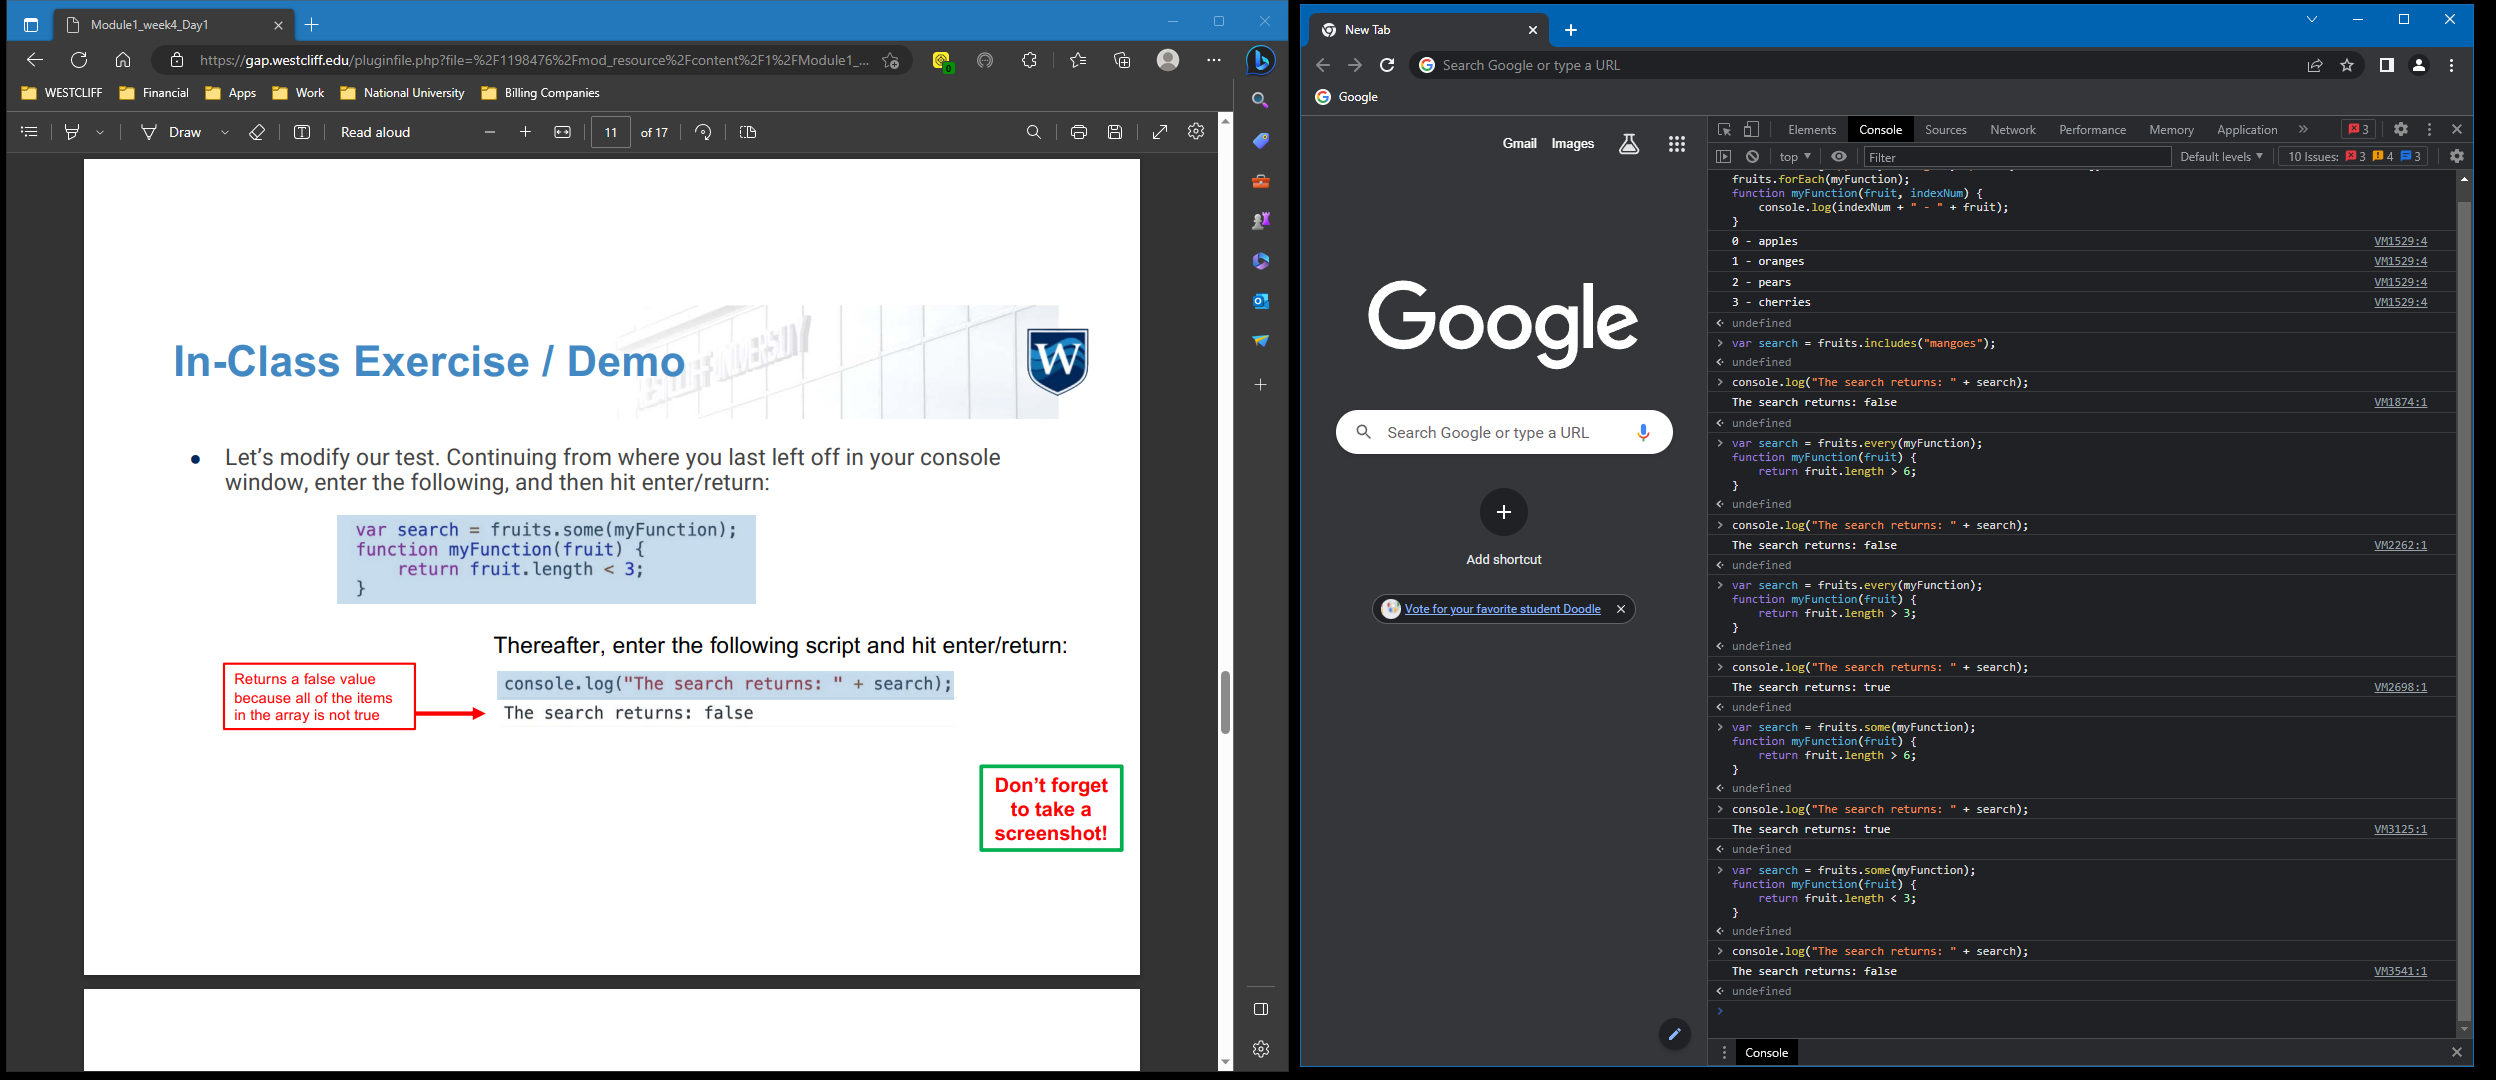 Module1_week4_Day1
https://gap.westcliff.edu/pluginfile.php?file=%2F1198476%2Fmod_resource%2Fcontent%2F1%2FModule1_...
WESTCLIFF Financial Apps Work National University Billing Companies
Draw Read aloud 11 of 17
In-Class Exercise / Demo
W
● Let’s modify our test. Continuing from where you last left off in your console
window, enter the following, and then hit enter/return:
var search = fruits.some(myFunction);
function myFunction(fruit) {
return fruit.length < 3;
}
Thereafter, enter the following script and hit enter/return:
Returns a false value
because all of the items
in the array is not true
console.log("The search returns: " + search);
The search returns: false
Don’t forget
to take a
screenshot!
New Tab
Search Google or type a URL
Google
Gmail Images
Google
Search Google or type a URL
Add shortcut
Vote for your favorite student Doodle
Elements Console Sources Network Performance Memory Application » 3
top Filter Default levels 10 Issues: 3 4 3
fruits.forEach(myFunction);
function myFunction(fruit, indexNum) {
console.log(indexNum + " - " + fruit);
}
0 - apples VM1529:4
1 - oranges VM1529:4
2 - pears VM1529:4
3 - cherries VM1529:4
undefined
var search = fruits.includes("mangoes");
undefined
console.log("The search returns: " + search);
The search returns: false VM1874:1
undefined
var search = fruits.every(myFunction);
function myFunction(fruit) {
return fruit.length > 6;
}
undefined
console.log("The search returns: " + search);
The search returns: false VM2262:1
undefined
var search = fruits.every(myFunction);
function myFunction(fruit) {
return fruit.length > 3;
}
undefined
console.log("The search returns: " + search);
The search returns: true VM2698:1
undefined
var search = fruits.some(myFunction);
function myFunction(fruit) {
return fruit.length > 6;
}
undefined
console.log("The search returns: " + search);
The search returns: true VM3125:1
undefined
var search = fruits.some(myFunction);
function myFunction(fruit) {
return fruit.length < 3;
}
undefined
console.log("The search returns: " + search);
The search returns: false VM3541:1
undefined
Console